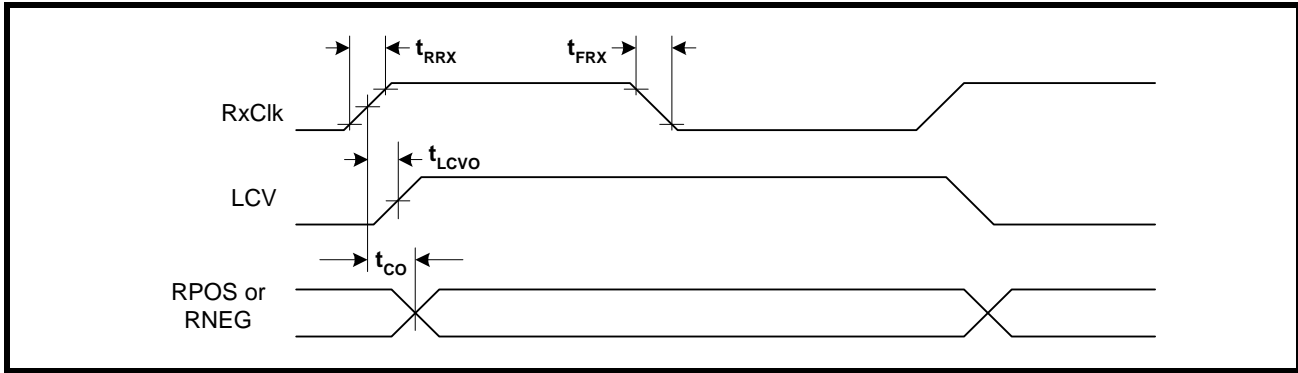 tRRX
tFRX
RxClk
tLCVO
LCV
tCO
RPOS or
RNEG